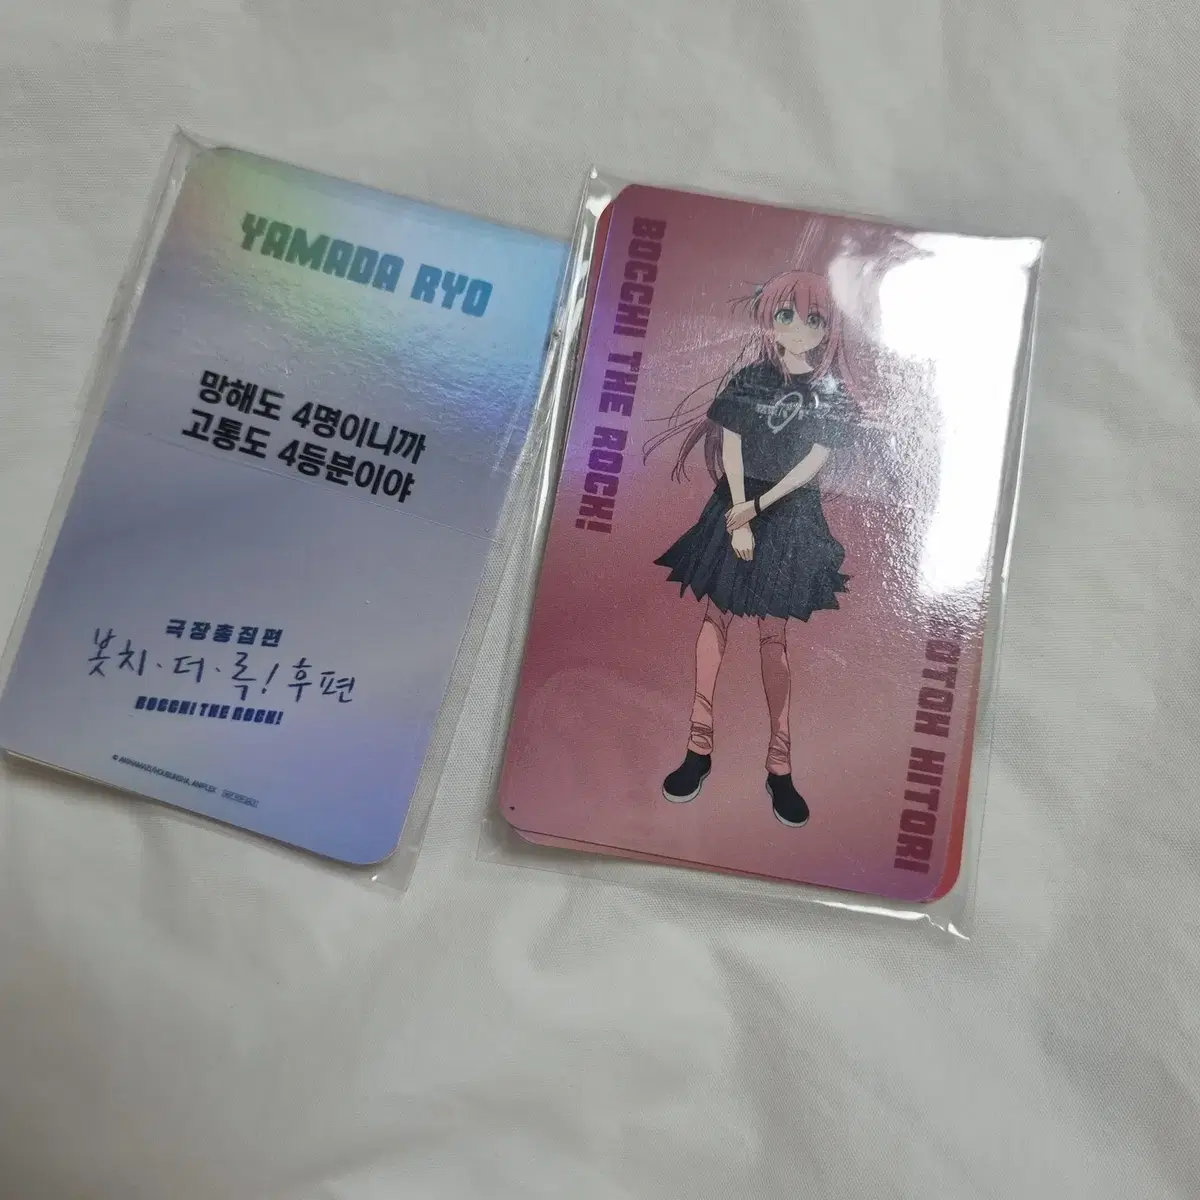 YAMADA RYO
망해도 4명이니까
고통도 4등분이야
극장총집편
봇치·더·록! 후편
BOCCHI THE ROCK!
BOCCHI THE ROCK!
GOTOH HITORI